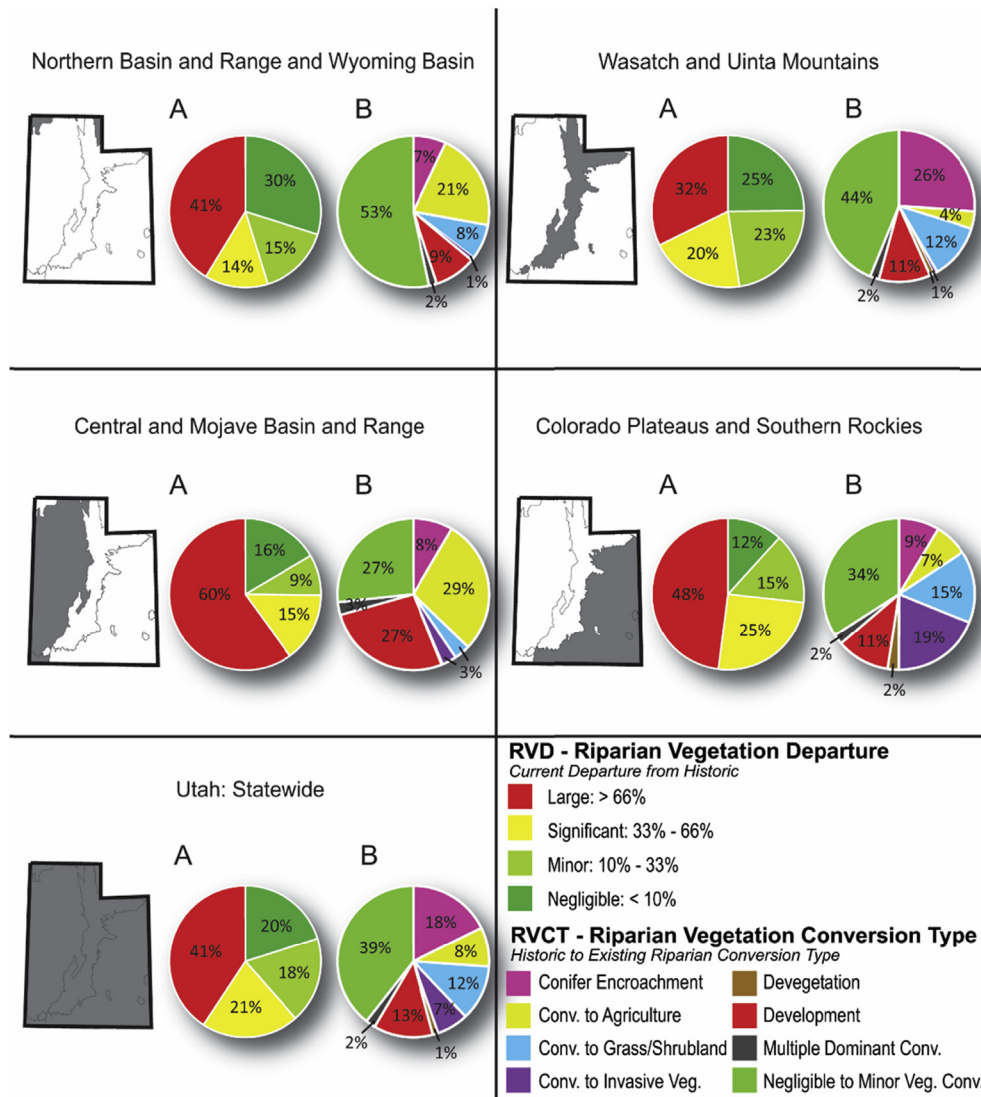 Northern Basin and Range and Wyoming Basin
A
B
30%
15%
14%
41%
7%
21%
8%
1%
9%
2%
53%
Wasatch and Uinta Mountains
A
B
25%
23%
20%
32%
26%
4%
12%
1%
11%
2%
44%
Central and Mojave Basin and Range
A
B
16%
9%
15%
60%
8%
29%
3%
27%
3%
27%
Colorado Plateaus and Southern Rockies
A
B
12%
15%
25%
48%
9%
7%
15%
19%
2%
11%
2%
34%
Utah: Statewide
A
B
20%
18%
21%
41%
18%
8%
12%
7%
1%
13%
2%
39%
RVD - Riparian Vegetation Departure
Current Departure from Historic
Large: > 66%
Significant: 33% - 66%
Minor: 10% - 33%
Negligible: < 10%
RVCT - Riparian Vegetation Conversion Type
Historic to Existing Riparian Conversion Type
Conifer Encroachment
Conv. to Agriculture
Conv. to Grass/Shrubland
Conv. to Invasive Veg.
Devegetation
Development
Multiple Dominant Conv.
Negligible to Minor Veg. Conv.